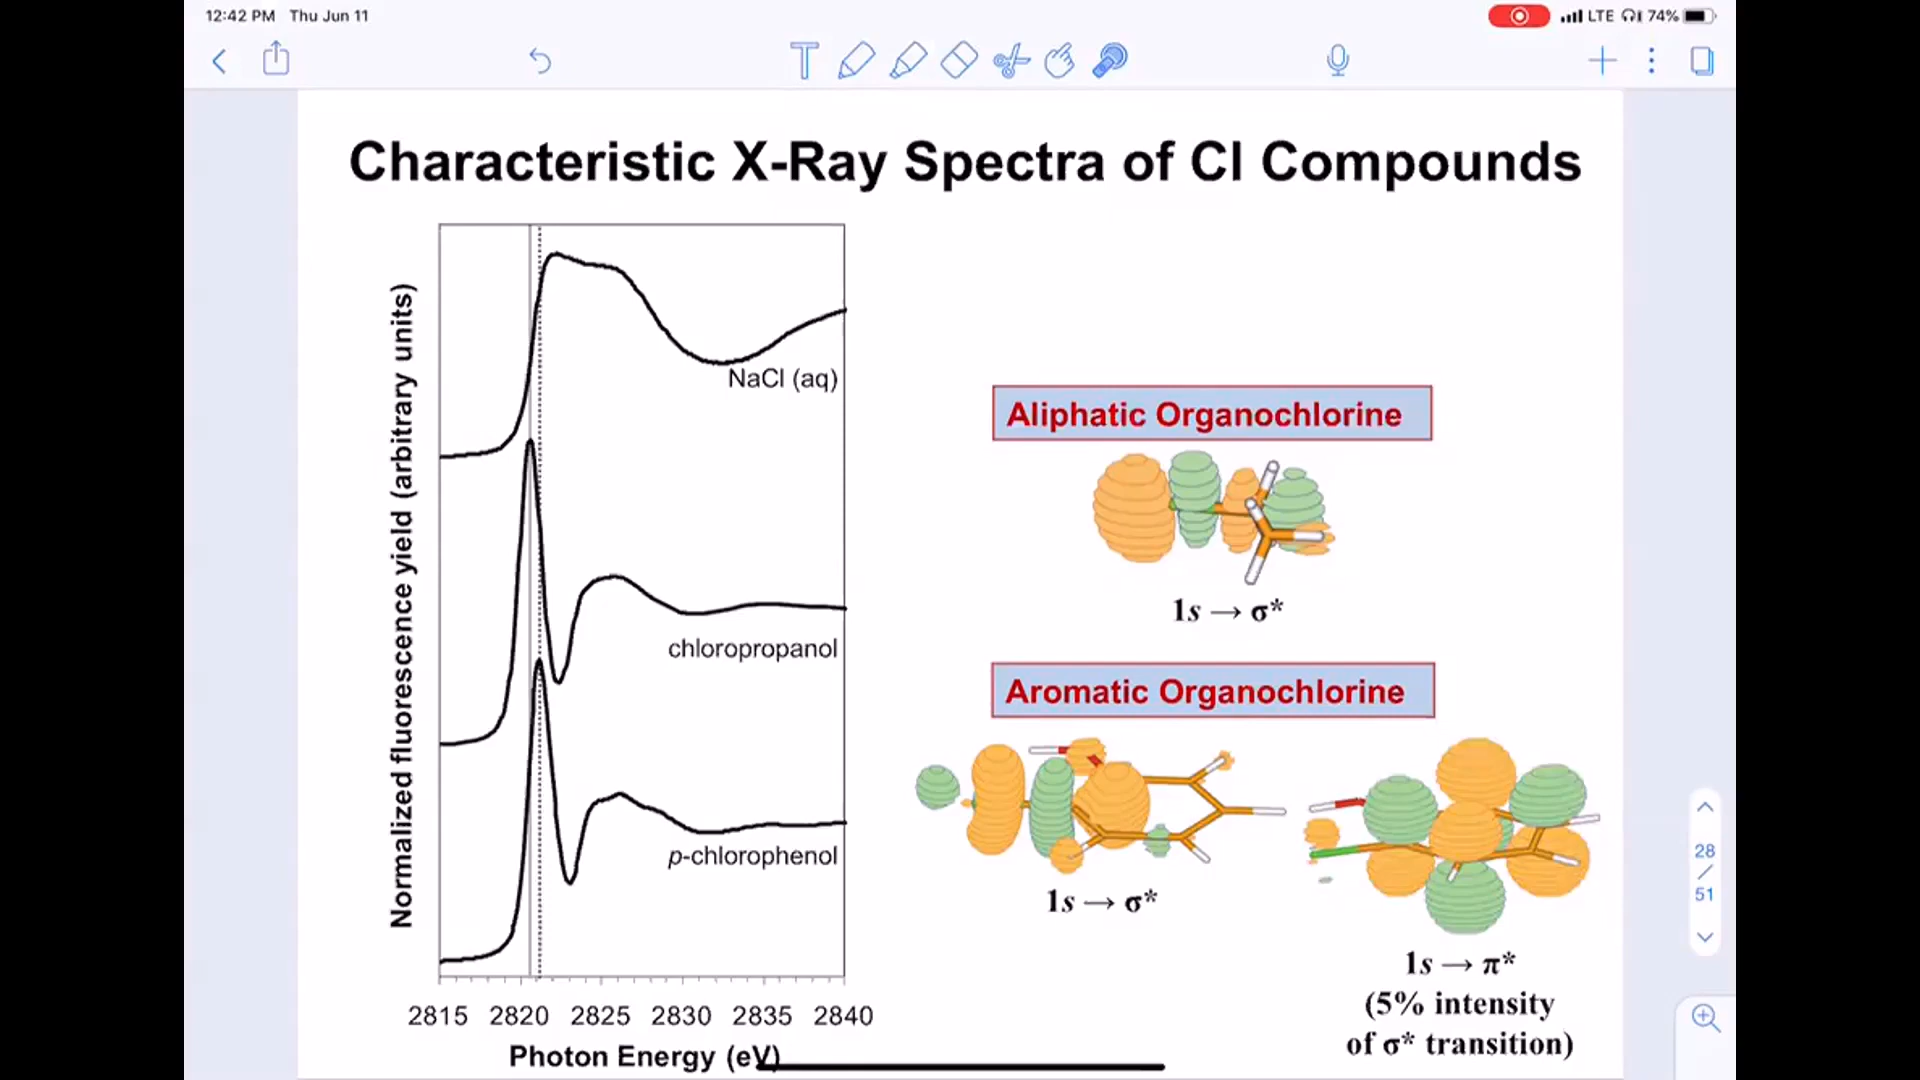 12:42 PM Thu Jun 11
LTE 74%
Characteristic X-Ray Spectra of Cl Compounds
Normalized fluorescence yield (arbitrary units)
NaCl (aq)
chloropropanol
p-chlorophenol
2815 2820 2825 2830 2835 2840
Photon Energy (eV)
Aliphatic Organochlorine
1s → σ*
Aromatic Organochlorine
1s → σ*
1s → π*
(5% intensity
of σ* transition)
28
/
51